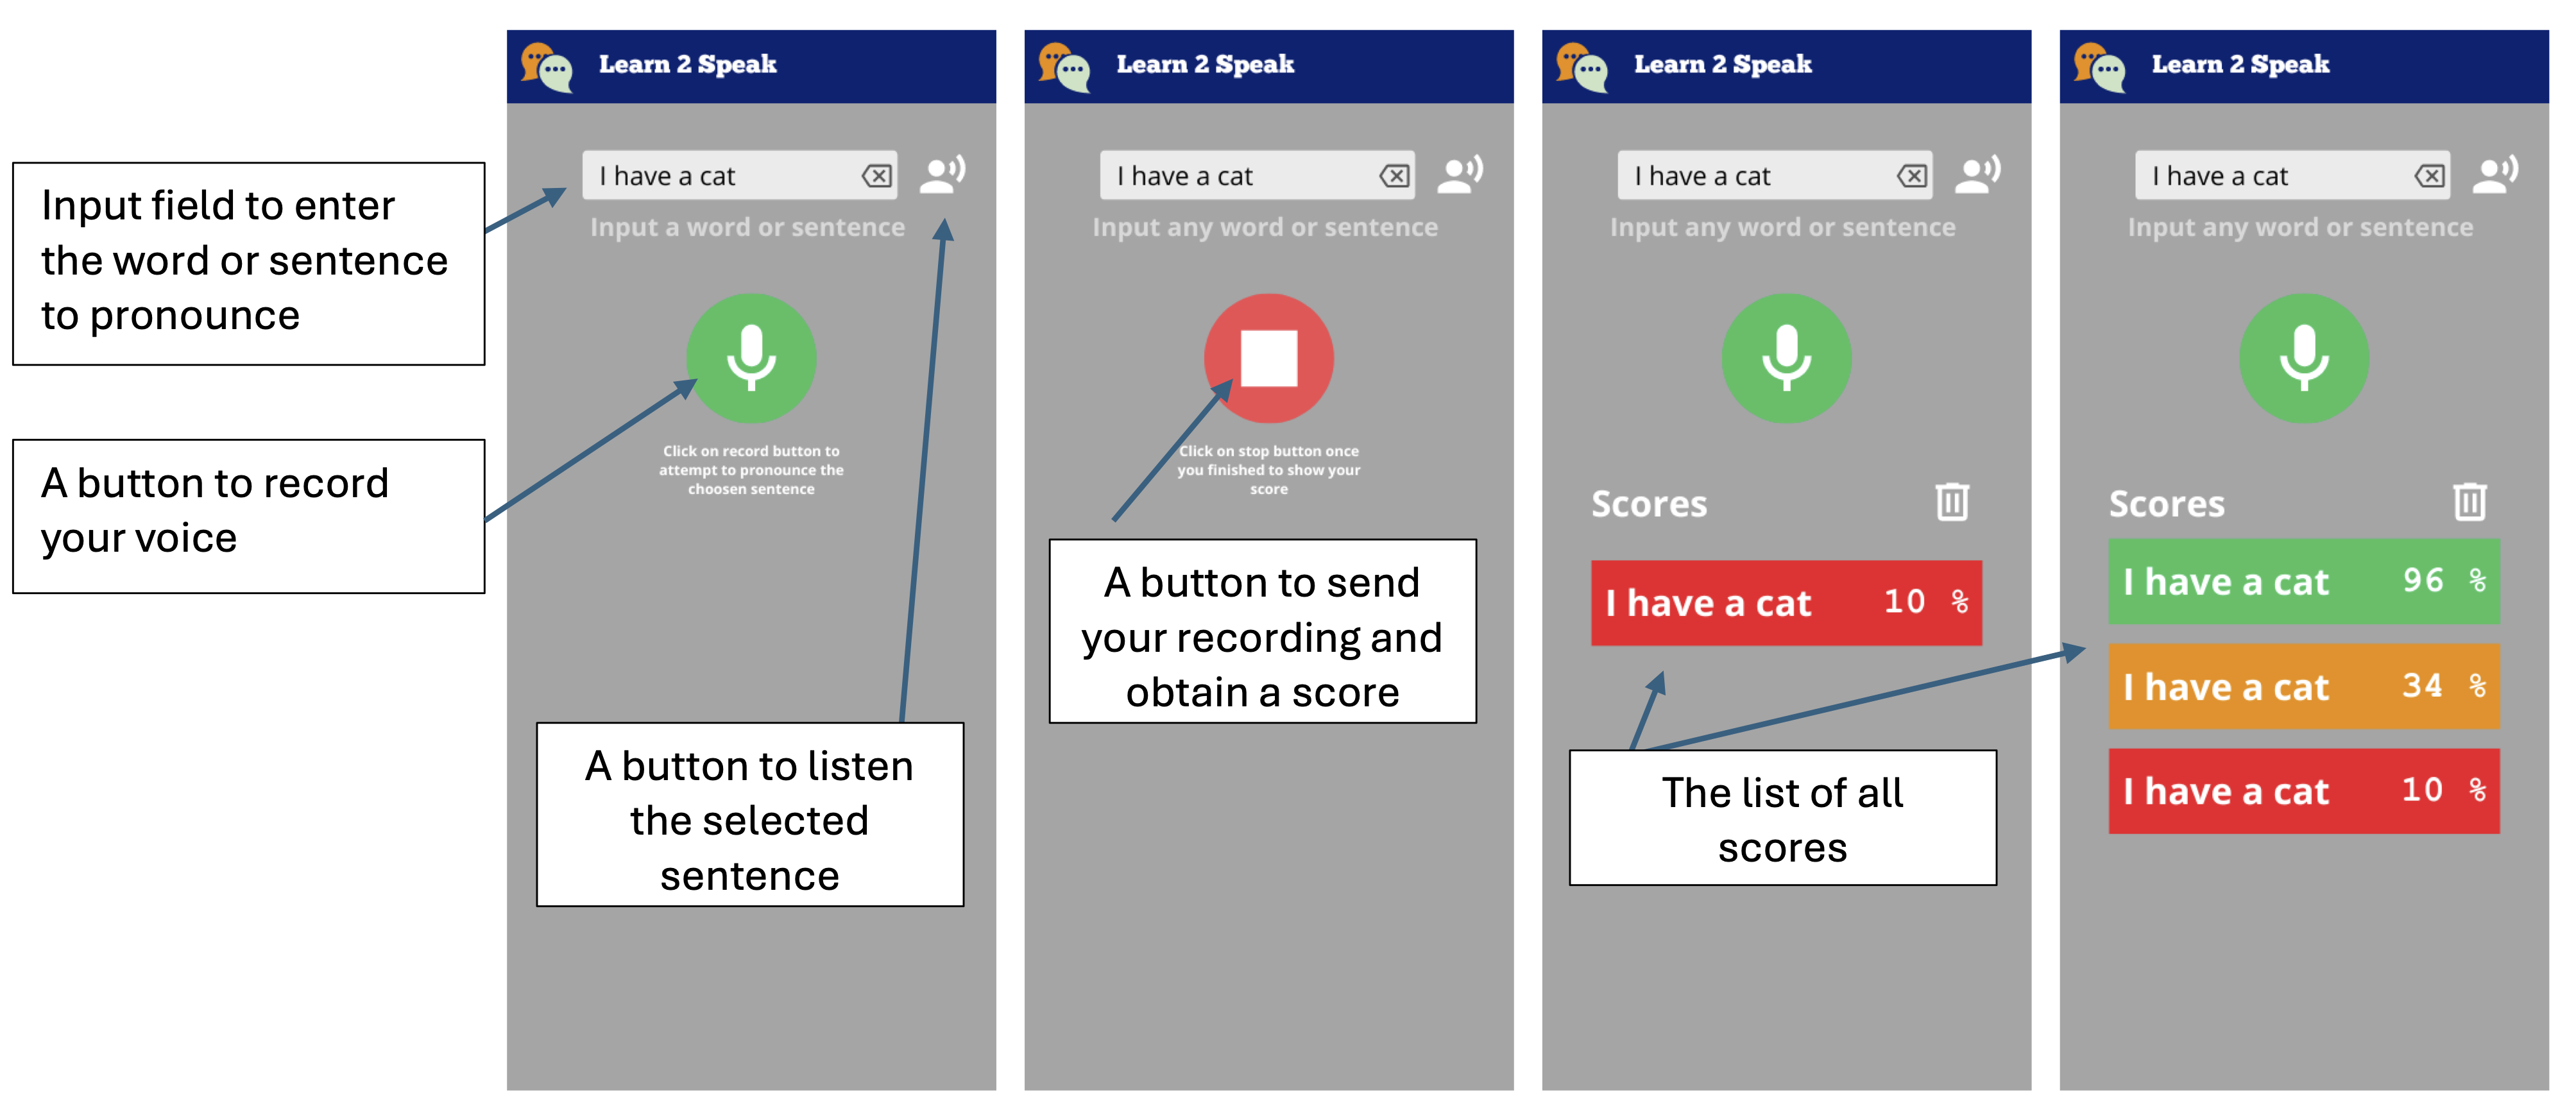 Input field to enter
the word or sentence
to pronounce
A button to record
your voice
Learn 2 Speak
I have a cat
Input a word or sentence
Click on record button to
attempt to pronounce the
choosen sentence
A button to listen
the selected
sentence
Learn 2 Speak
I have a cat
Input any word or sentence
Click on stop button once
you finished to show your
score
A button to send
your recording and
obtain a score
Learn 2 Speak
I have a cat
Input any word or sentence
Scores
I have a cat 10 %
The list of all
scores
Learn 2 Speak
I have a cat
Input any word or sentence
Scores
I have a cat 96 %
I have a cat 34 %
I have a cat 10 %